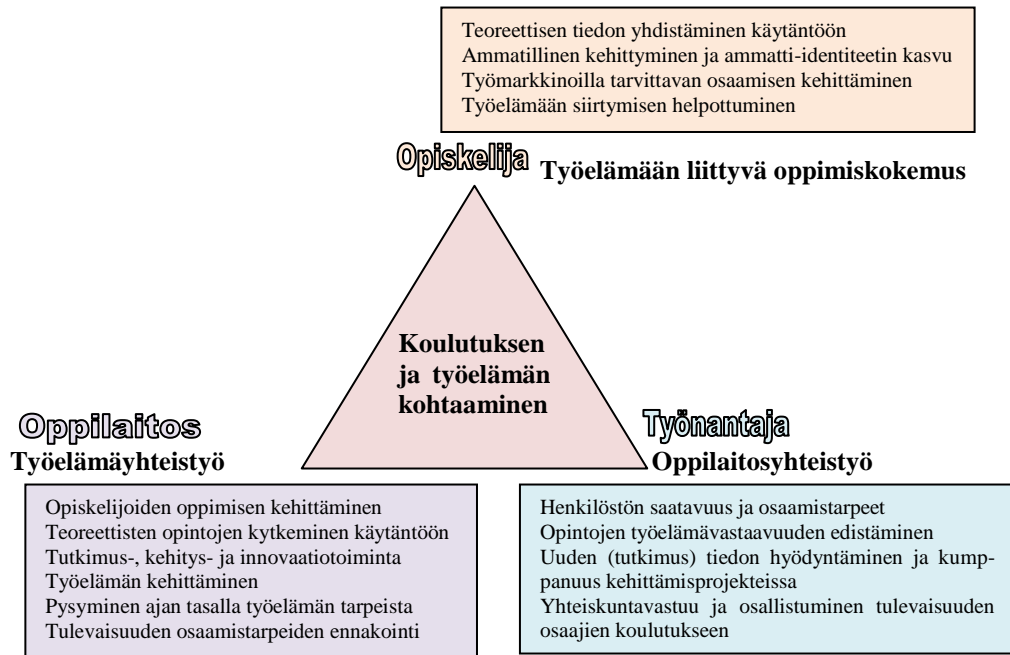 Teoreettisen tiedon yhdistäminen käytäntöön
Ammatillinen kehittyminen ja ammatti-identiteetin kasvu
Työmarkkinoilla tarvittavan osaamisen kehittäminen
Työelämään siirtymisen helpottuminen
Opiskelija
Työelämään liittyvä oppimiskokemus
Koulutuksen
ja työelämän
kohtaaminen
Oppilaitos
Työelämäyhteistyö
Opiskelijoiden oppimisen kehittäminen
Teoreettisten opintojen kytkeminen käytäntöön
Tutkimus-, kehitys- ja innovaatiotoiminta
Työelämän kehittäminen
Pysyminen ajan tasalla työelämän tarpeista
Tulevaisuuden osaamistarpeiden ennakointi
Työnantaja
Oppilaitosyhteistyö
Henkilöstön saatavuus ja osaamistarpeet
Opintojen työelämävastaavuuden edistäminen
Uuden (tutkimus) tiedon hyödyntäminen ja kump-
panuus kehittämisprojekteissa
Yhteiskuntavastuu ja osallistuminen tulevaisuuden
osaajien koulutukseen